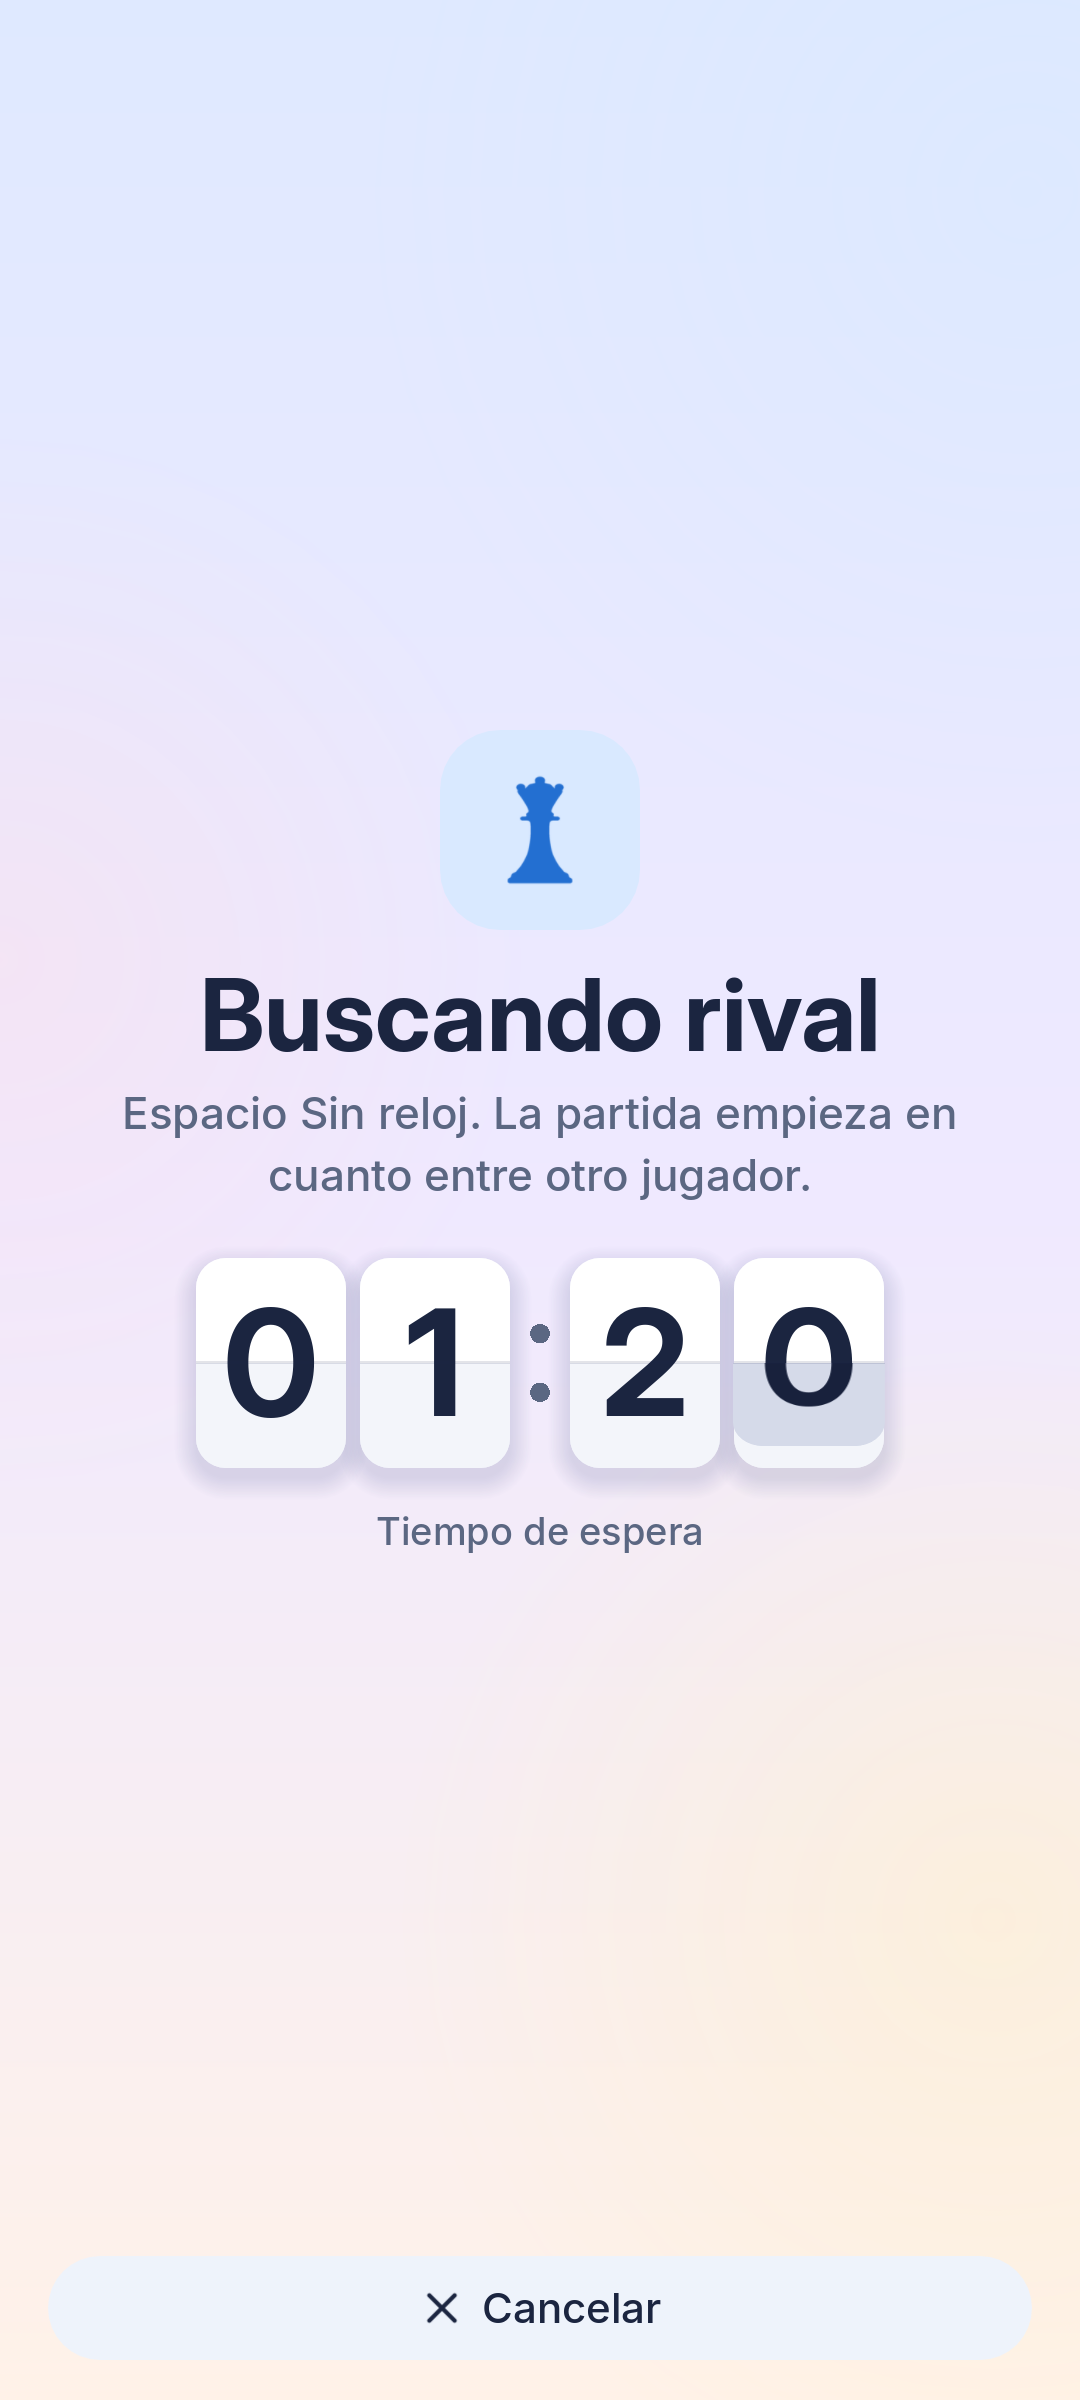 Buscando rival
Espacio Sin reloj. La partida empieza en
cuanto entre otro jugador.
01:20
Tiempo de espera
Cancelar